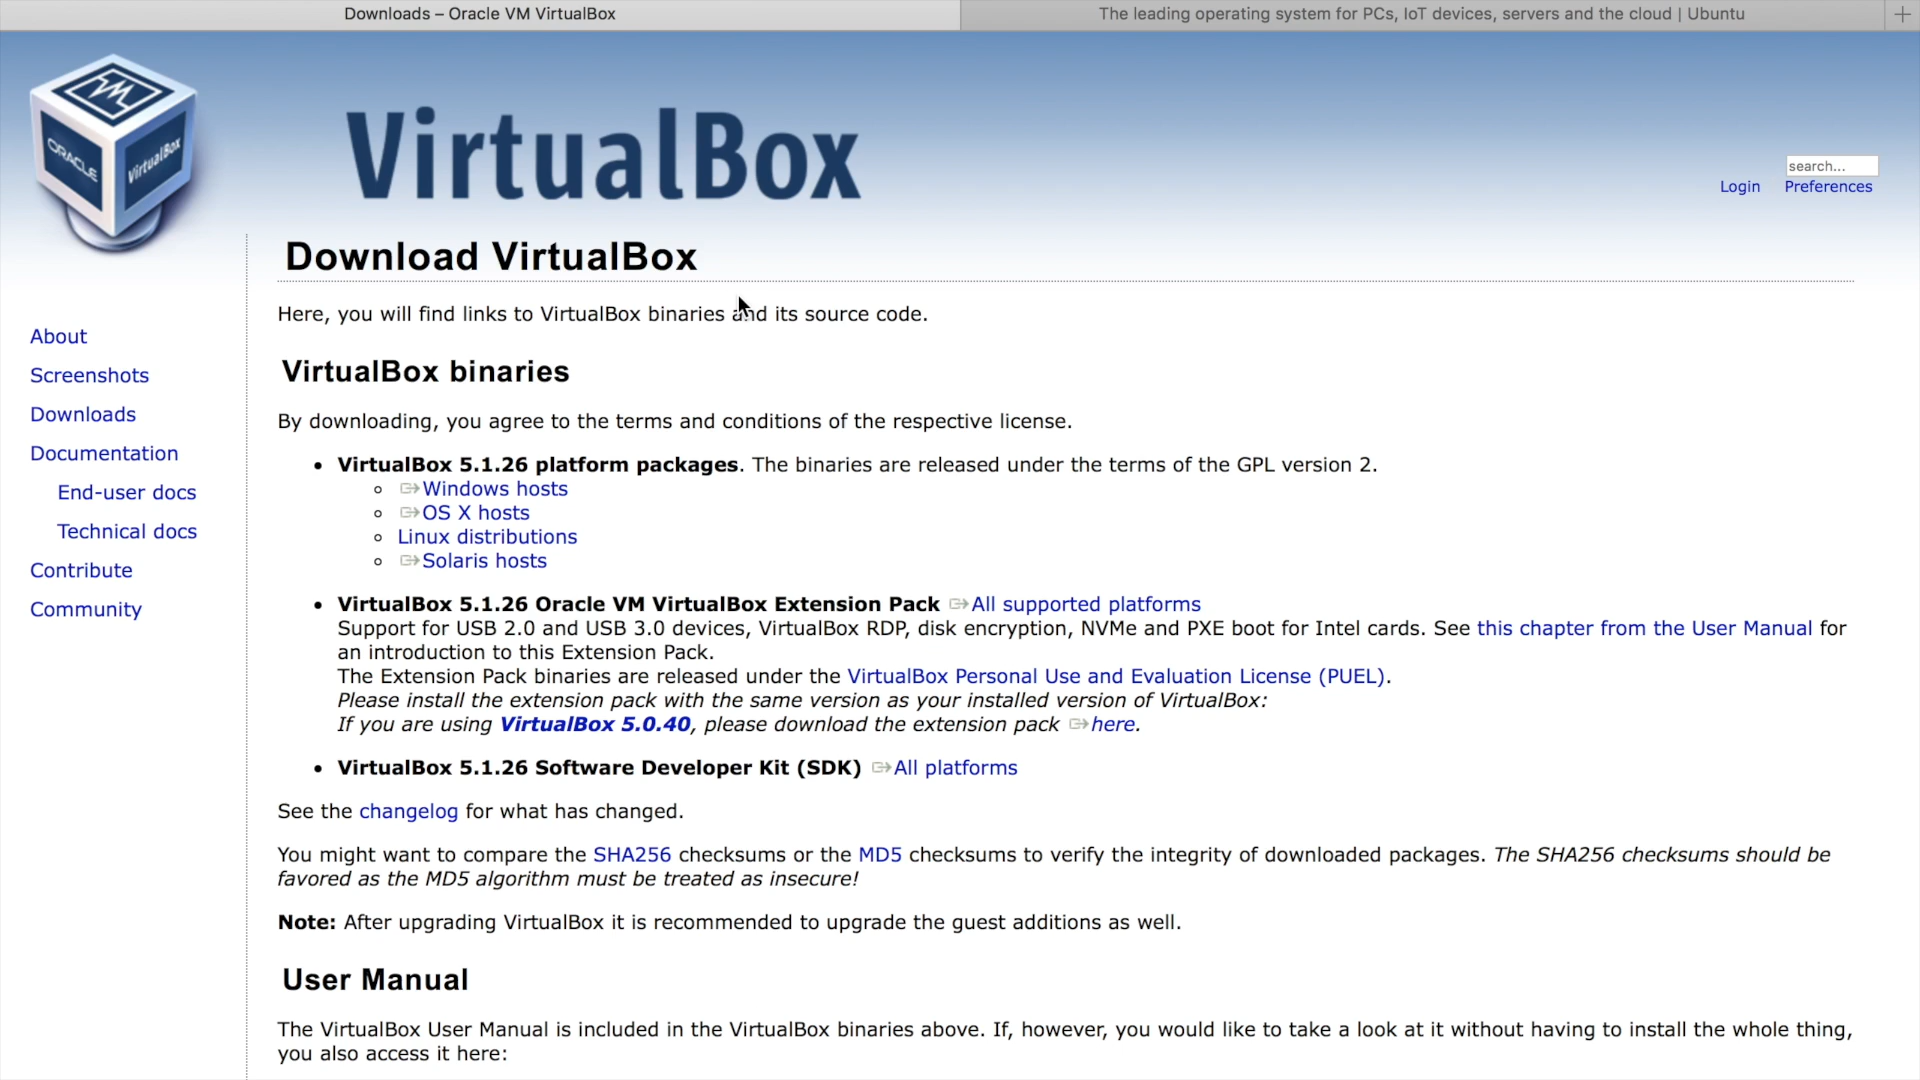 Downloads – Oracle VM VirtualBox
The leading operating system for PCs, IoT devices, servers and the cloud | Ubuntu
ORACLE
VirtualBox
VirtualBox
search...
Login
Preferences
Download VirtualBox
Here, you will find links to VirtualBox binaries and its source code.
About
Screenshots
Downloads
Documentation
End-user docs
Technical docs
Contribute
Community
VirtualBox binaries
By downloading, you agree to the terms and conditions of the respective license.
VirtualBox 5.1.26 platform packages. The binaries are released under the terms of the GPL version 2.
Windows hosts
OS X hosts
Linux distributions
Solaris hosts
VirtualBox 5.1.26 Oracle VM VirtualBox Extension Pack All supported platforms
Support for USB 2.0 and USB 3.0 devices, VirtualBox RDP, disk encryption, NVMe and PXE boot for Intel cards. See this chapter from the User Manual for
an introduction to this Extension Pack.
The Extension Pack binaries are released under the VirtualBox Personal Use and Evaluation License (PUEL).
Please install the extension pack with the same version as your installed version of VirtualBox:
If you are using VirtualBox 5.0.40, please download the extension pack here.
VirtualBox 5.1.26 Software Developer Kit (SDK) All platforms
See the changelog for what has changed.
You might want to compare the SHA256 checksums or the MD5 checksums to verify the integrity of downloaded packages. The SHA256 checksums should be
favored as the MD5 algorithm must be treated as insecure!
Note: After upgrading VirtualBox it is recommended to upgrade the guest additions as well.
User Manual
The VirtualBox User Manual is included in the VirtualBox binaries above. If, however, you would like to take a look at it without having to install the whole thing,
you also access it here: